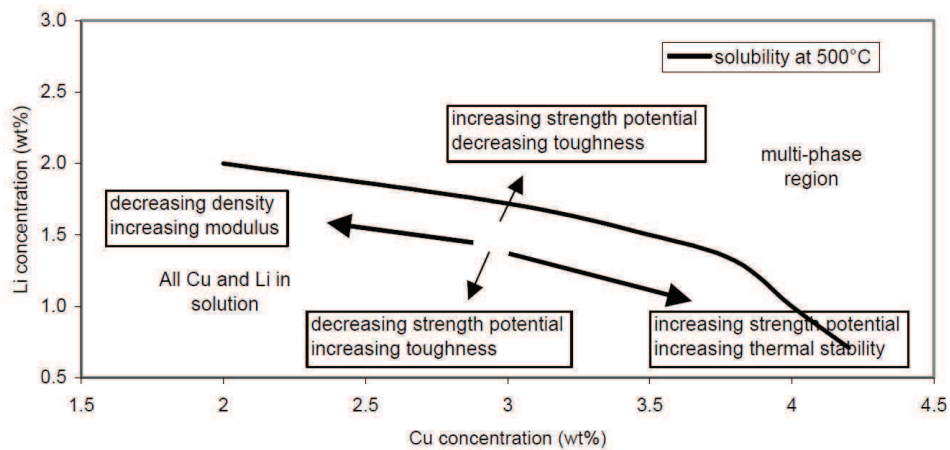 3.0
solubility at 500°C
2.5
increasing strength potential
decreasing toughness
multi-phase
region
2.0
decreasing density
increasing modulus
1.5
All Cu and Li in
solution
1.0
decreasing strength potential
increasing toughness
increasing strength potential
increasing thermal stability
0.5
Li concentration (wt%)
1.5 2 2.5 3 3.5 4 4.5
Cu concentration (wt%)